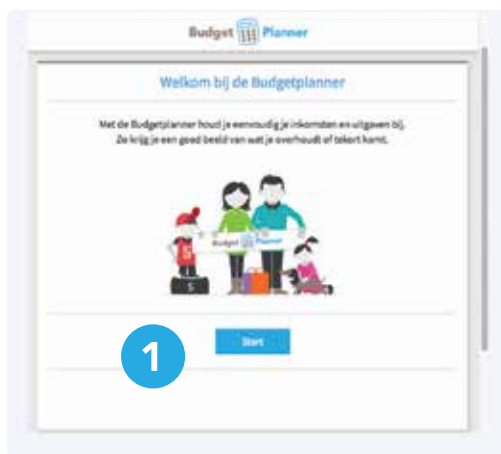 Budget Planner
Welkom bij de Budgetplanner
Met de Budgetplanner houd je eenvoudig je inkomsten en uitgaven bij.
Zo krijg je een goed beeld van wat je overhoudt of tekort komt.
Budget Planner
S
S
1
Start